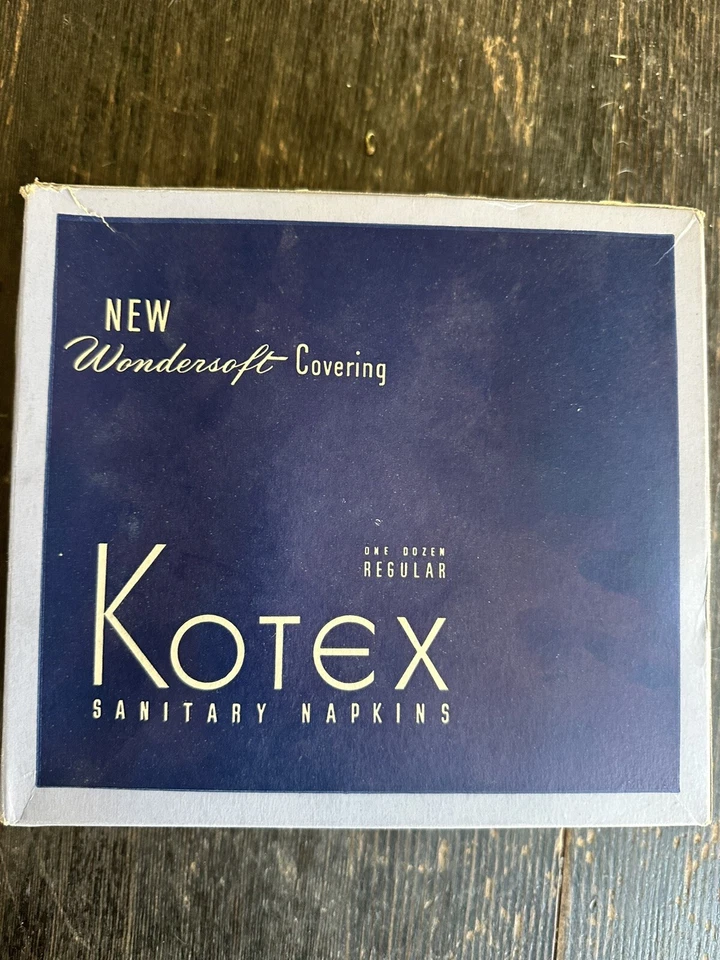 NEW
Wondersoft Covering
ONE DOZEN
REGULAR
KOTEX
SANITARY NAPKINS